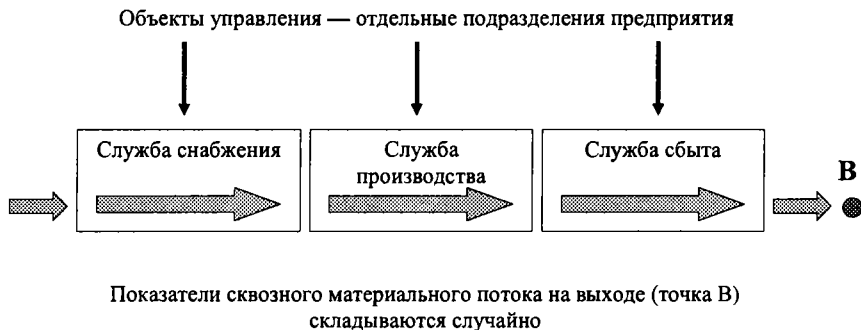 Объекты управления — отдельные подразделения предприятия
Служба снабжения
Служба
производства
Служба сбыта
В
Показатели сквозного материального потока на выходе (точка В)
складываются случайно